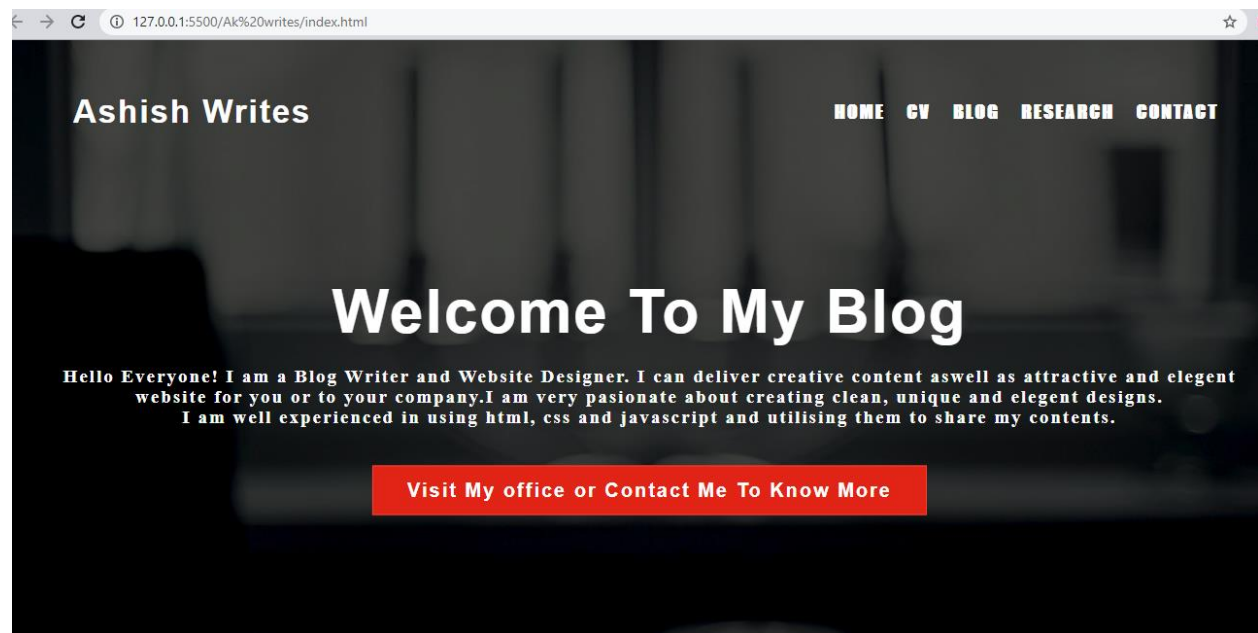 127.0.0.1:5500/Ak%20writes/index.html
Ashish Writes
HOME CV BLOG RESEARCH CONTACT
Welcome To My Blog
Hello Everyone! I am a Blog Writer and Website Designer. I can deliver creative content aswell as attractive and elegent
website for you or to your company.I am very pasionate about creating clean, unique and elegent designs.
I am well experienced in using html, css and javascript and utilising them to share my contents.
Visit My office or Contact Me To Know More